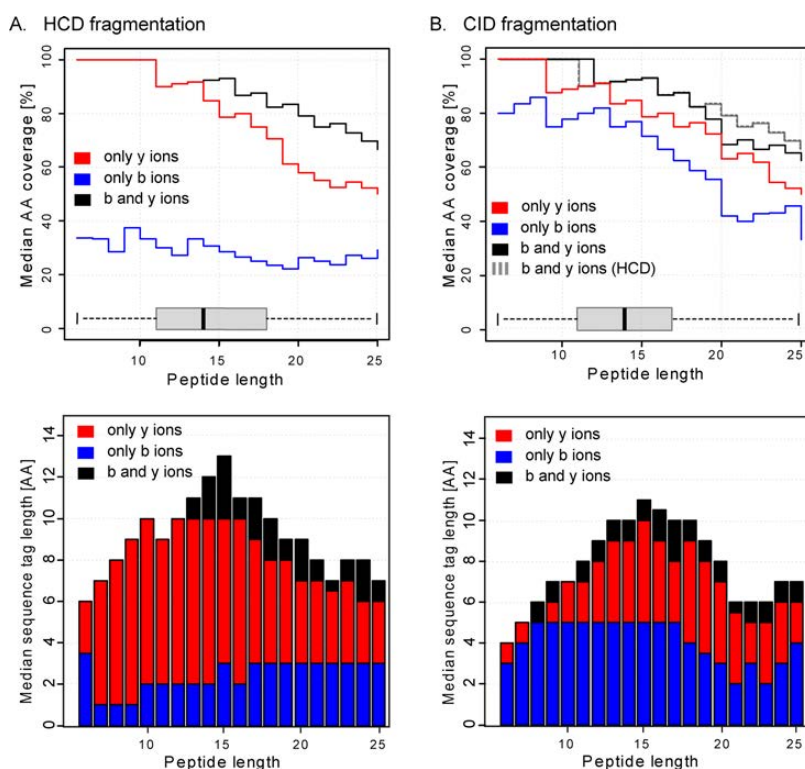 A. HCD fragmentation
Median AA coverage [%]
100
80
60
40
20
0
only y ions
only b ions
b and y ions
10
15
20
25
Peptide length
B. CID fragmentation
Median AA coverage [%]
100
80
60
40
20
0
only y ions
only b ions
b and y ions
b and y ions (HCD)
10
15
20
25
Peptide length
Median sequence tag length [AA]
14
12
10
8
6
4
2
0
only y ions
only b ions
b and y ions
10
15
20
25
Peptide length
Median sequence tag length [AA]
14
12
10
8
6
4
2
0
only y ions
only b ions
b and y ions
10
15
20
25
Peptide length